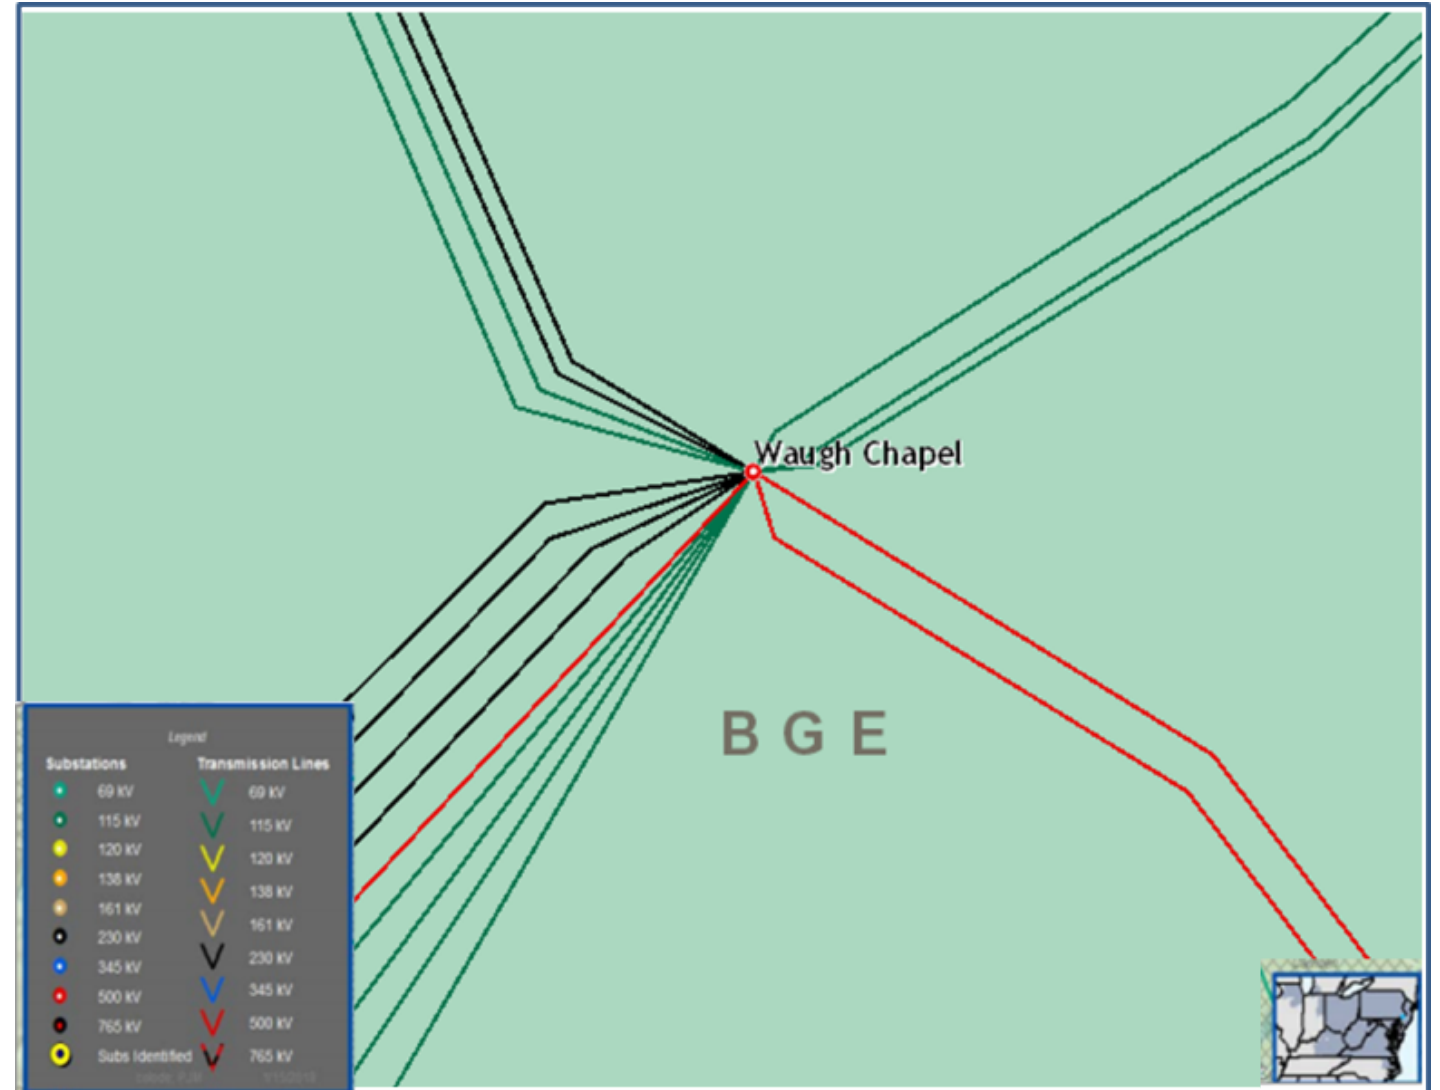 Waugh Chapel
B G E
Legend
Substations Transmission Lines
69 kV 69 kV
115 kV 115 kV
120 kV 120 kV
138 kV 138 kV
161 kV 161 kV
230 kV 230 kV
345 kV 345 kV
500 kV 500 kV
765 kV 765 kV
Subs Identified